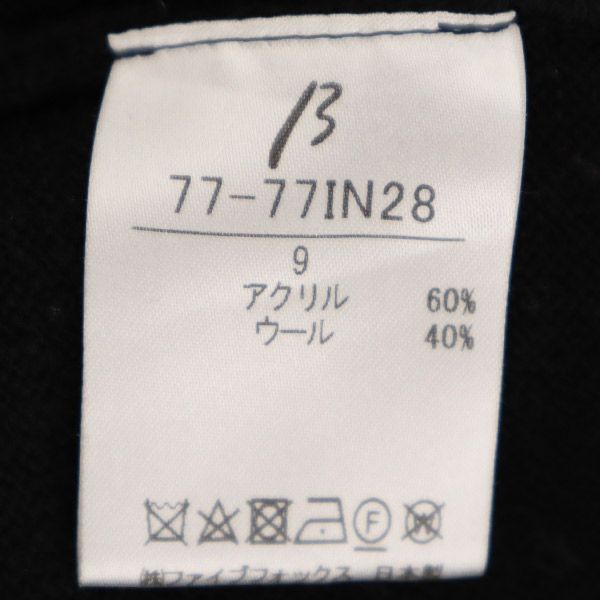 β
77-77IN28
9
アクリル 60%
ウール 40%
F W
㈱ファイブフォックス 日本製